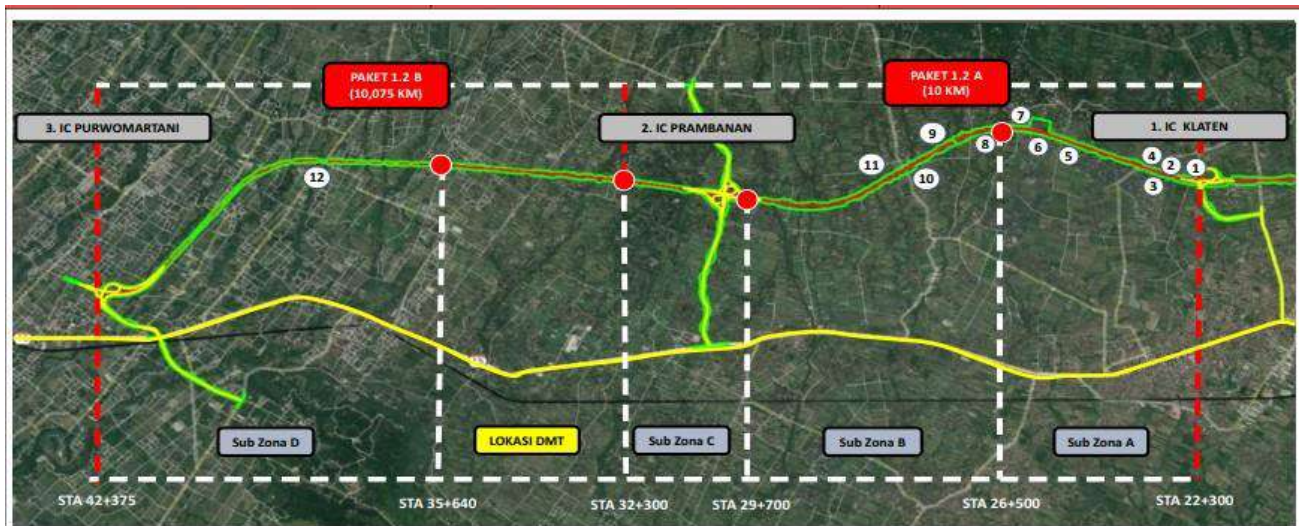 PAKET 1.2 B
(10,075 KM)
PAKET 1.2 A
(10 KM)
3. IC PURWOMARTANI
2. IC PRAMBANAN
1. IC KLATEN
7
9
8
6
5
4
2
1
3
11
10
12
Sub Zona D
LOKASI DMT
Sub Zona C
Sub Zona B
Sub Zona A
STA 42+375
STA 35+640
STA 32+300
STA 29+700
STA 26+500
STA 22+300